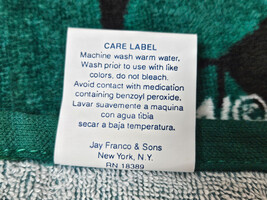 CARE LABEL
Machine wash warm water.
Wash prior to use with like
colors, do not bleach.
Avoid contact with medication
containing benzoyl peroxide.
Lavar suavemente a maquina
con agua tibia
secar a baja temperatura.
Jay Franco & Sons
New York, N.Y.
RN 18389